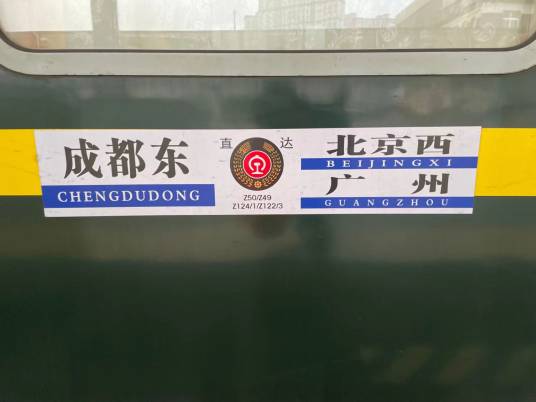 成都东
CHENGDUDONG
直 达
Z50/Z49
Z124/1/Z122/3
北京西
BEIJINGXI
广州
GUANGZHOU